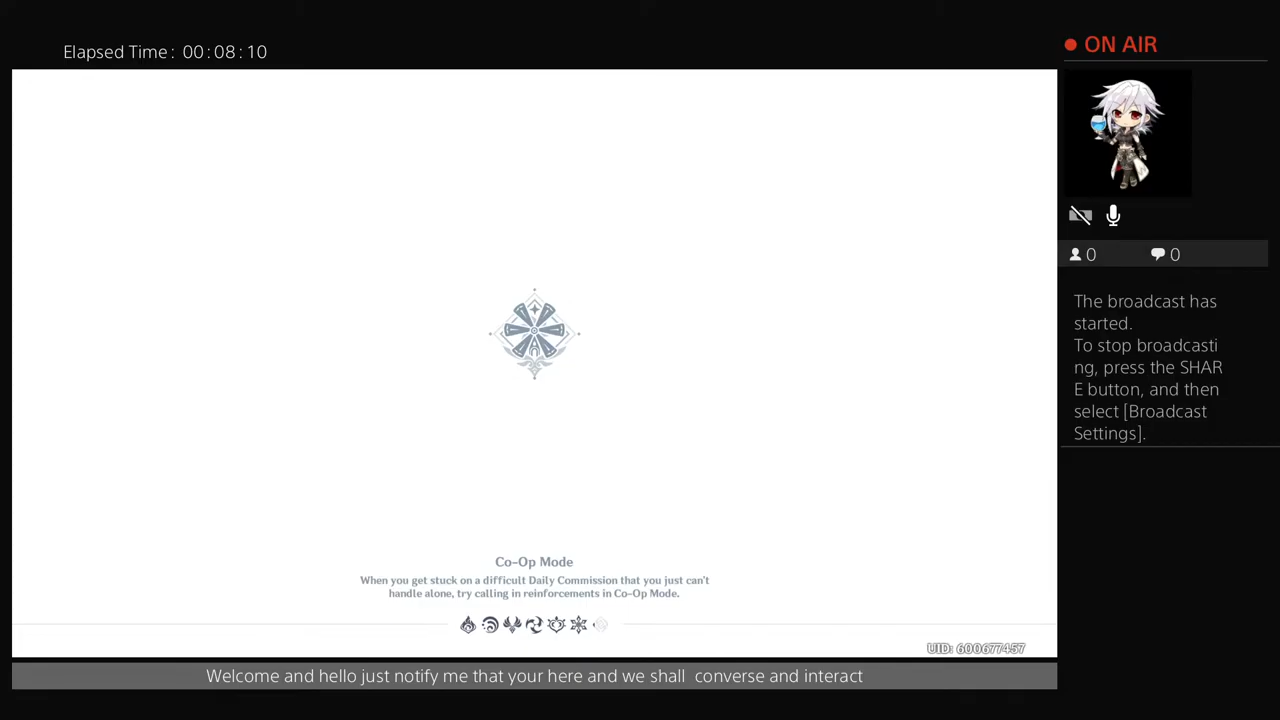 Elapsed Time: 00:08:10
ON AIR
0 0
The broadcast has
started.
To stop broadcasti
ng, press the SHAR
E button, and then
select [Broadcast
Settings].
Co-Op Mode
When you get stuck on a difficult Daily Commission that you just can't
handle alone, try calling in reinforcements in Co-Op Mode.
UID: 600677457
Welcome and hello just notify me that your here and we shall converse and interact